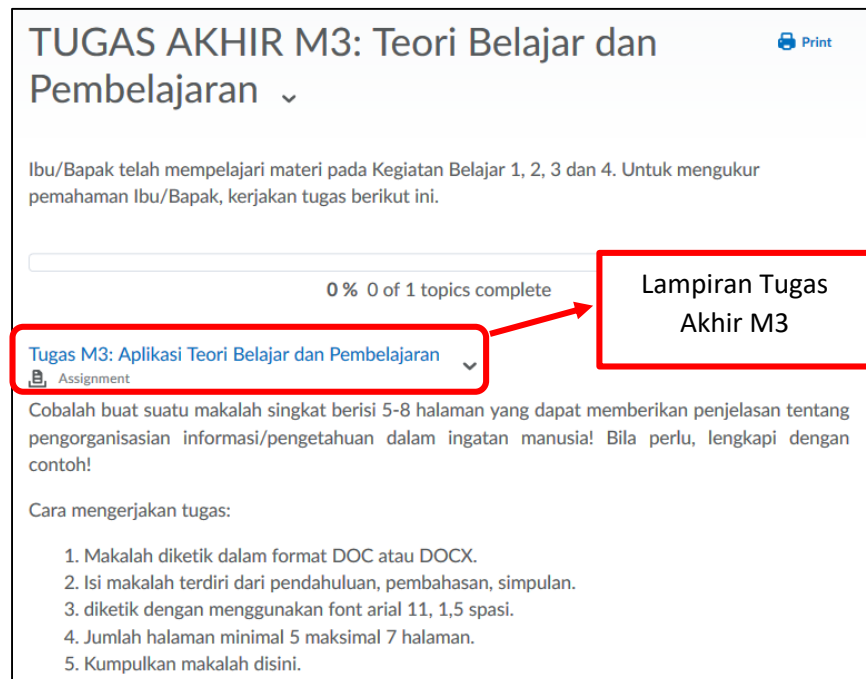 TUGAS AKHIR M3: Teori Belajar dan
Pembelajaran
Print
Ibu/Bapak telah mempelajari materi pada Kegiatan Belajar 1, 2, 3 dan 4. Untuk mengukur
pemahaman Ibu/Bapak, kerjakan tugas berikut ini.
0 % 0 of 1 topics complete
Lampiran Tugas
Akhir M3
Tugas M3: Aplikasi Teori Belajar dan Pembelajaran
Assignment
Cobalah buat suatu makalah singkat berisi 5-8 halaman yang dapat memberikan penjelasan tentang
pengorganisasian informasi/pengetahuan dalam ingatan manusia! Bila perlu, lengkapi dengan
contoh!
Cara mengerjakan tugas:
1. Makalah diketik dalam format DOC atau DOCX.
2. Isi makalah terdiri dari pendahuluan, pembahasan, simpulan.
3. diketik dengan menggunakan font arial 11, 1,5 spasi.
4. Jumlah halaman minimal 5 maksimal 7 halaman.
5. Kumpulkan makalah disini.